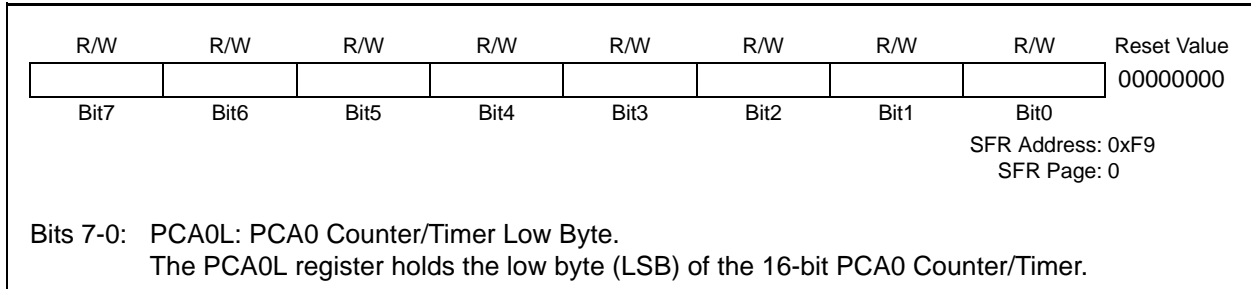 R/W R/W R/W R/W R/W R/W R/W R/W Reset Value
00000000
Bit7 Bit6 Bit5 Bit4 Bit3 Bit2 Bit1 Bit0
SFR Address: 0xF9
SFR Page: 0
Bits 7-0: PCA0L: PCA0 Counter/Timer Low Byte.
The PCA0L register holds the low byte (LSB) of the 16-bit PCA0 Counter/Timer.